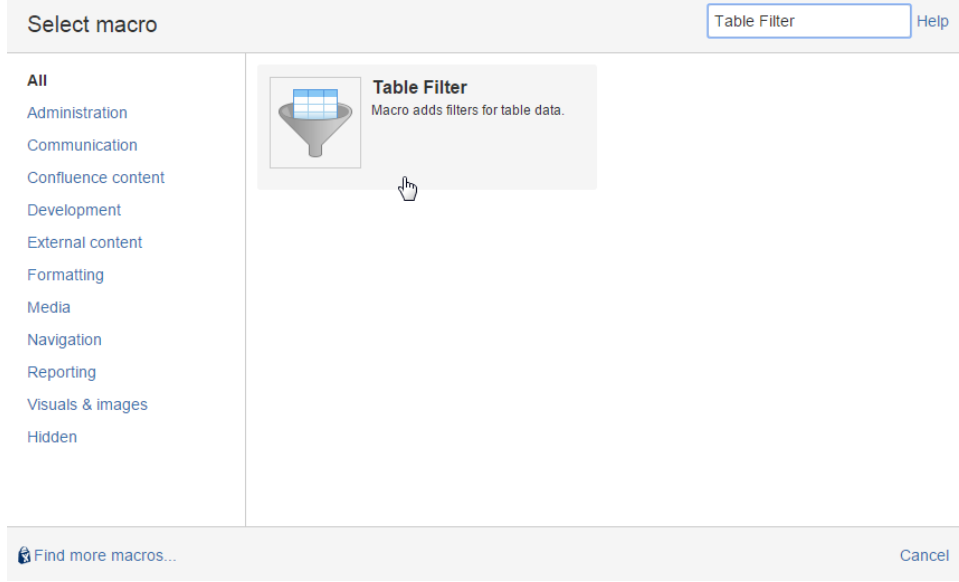 Select macro
Table Filter
Help
All
Administration
Communication
Confluence content
Development
External content
Formatting
Media
Navigation
Reporting
Visuals & images
Hidden
Table Filter
Macro adds filters for table data.
Find more macros...
Cancel